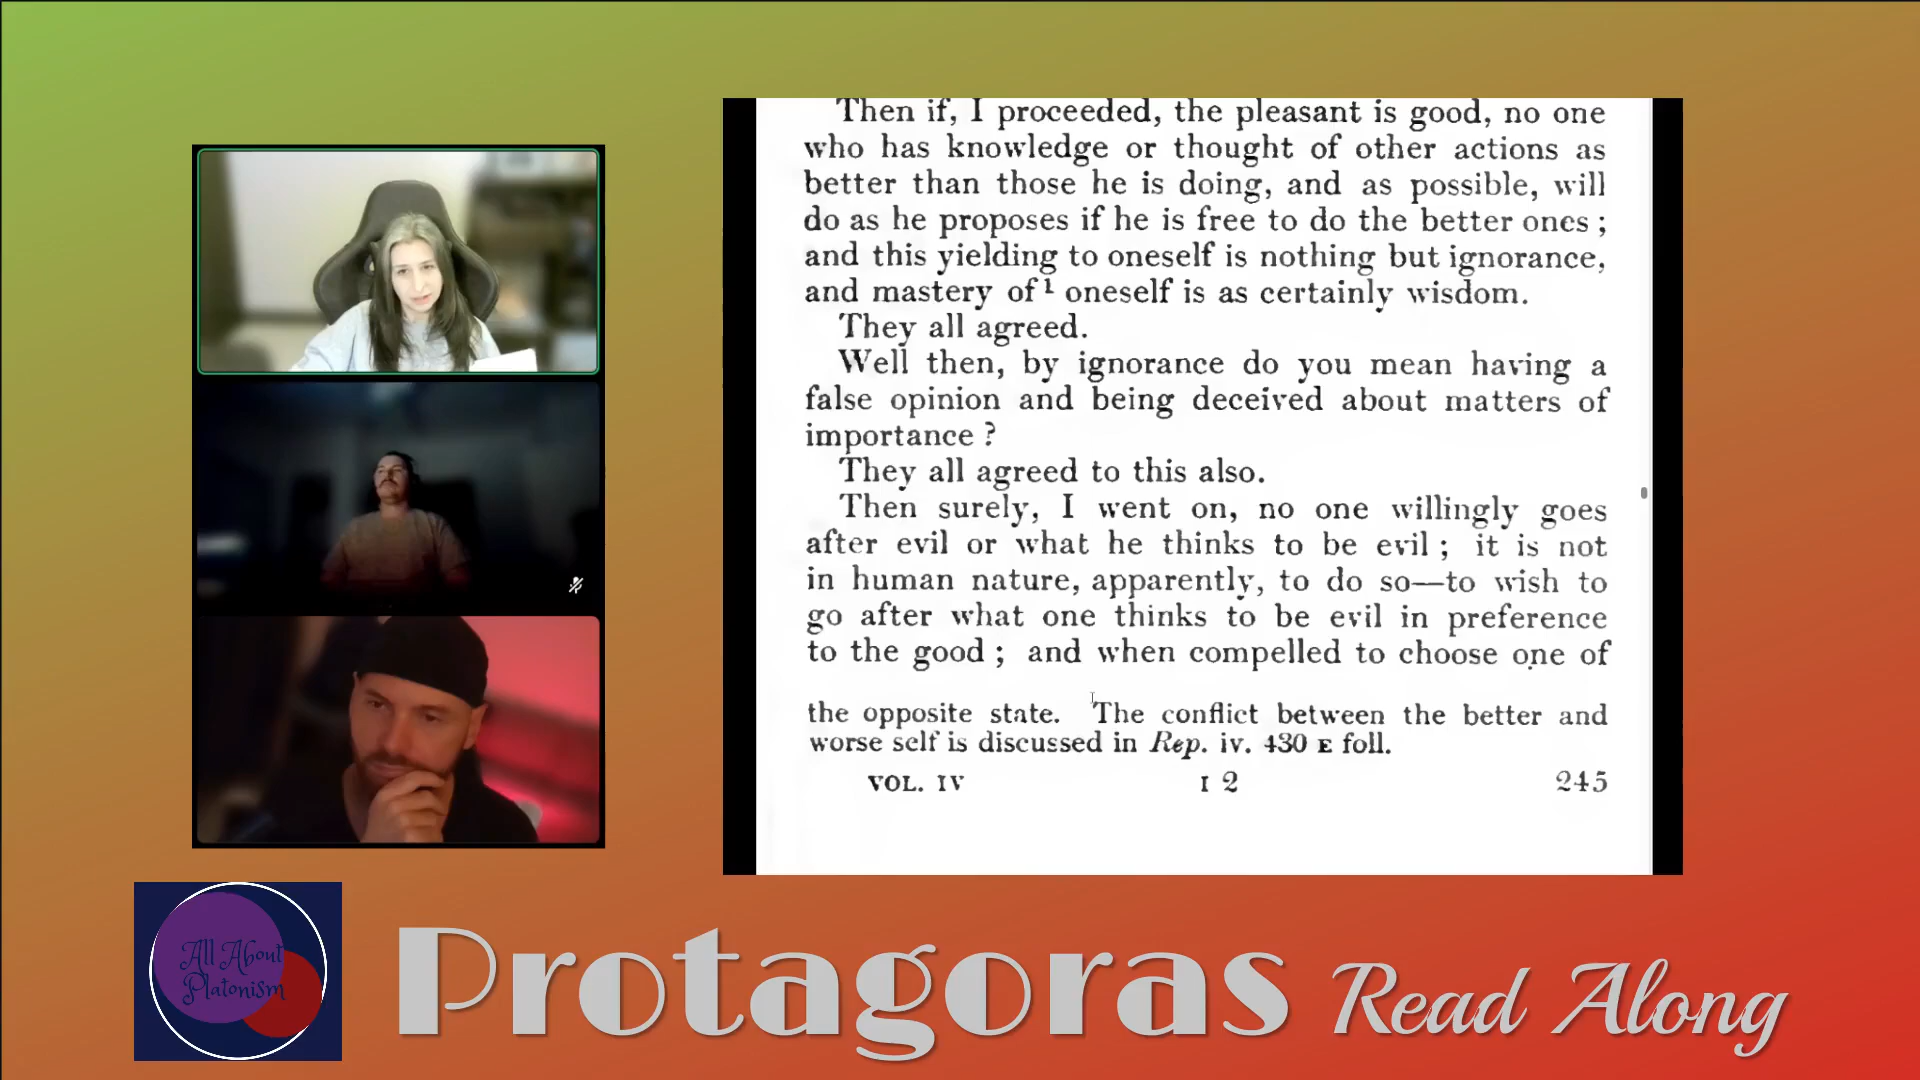 Then if, I proceeded, the pleasant is good, no one
who has knowledge or thought of other actions as
better than those he is doing, and as possible, will
do as he proposes if he is free to do the better ones ;
and this yielding to oneself is nothing but ignorance,
and mastery of¹ oneself is as certainly wisdom.
They all agreed.
Well then, by ignorance do you mean having a
false opinion and being deceived about matters of
importance ?
They all agreed to this also.
Then surely, I went on, no one willingly goes
after evil or what he thinks to be evil ; it is not
in human nature, apparently, to do so—to wish to
go after what one thinks to be evil in preference
to the good ; and when compelled to choose one of
the opposite state. The conflict between the better and
worse self is discussed in Rep. iv. 430 E foll.
VOL. IV I 2 245
All About
Platonism
Protagoras Read Along